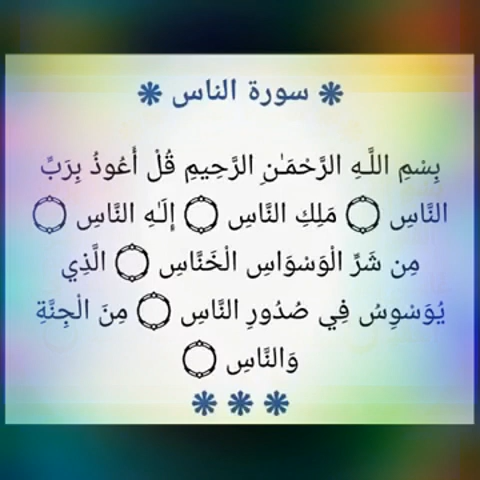 ❋ سورة الناس ❋
بِسْمِ اللَّـهِ الرَّحْمَـٰنِ الرَّحِيمِ قُلْ أَعُوذُ بِرَبِّ
النَّاسِ ۝ مَلِكِ النَّاسِ ۝ إِلَـٰهِ النَّاسِ ۝
مِن شَرِّ الْوَسْوَاسِ الْخَنَّاسِ ۝ الَّذِي
يُوَسْوِسُ فِي صُدُورِ النَّاسِ ۝ مِنَ الْجِنَّةِ
وَالنَّاسِ ۝
❋ ❋ ❋